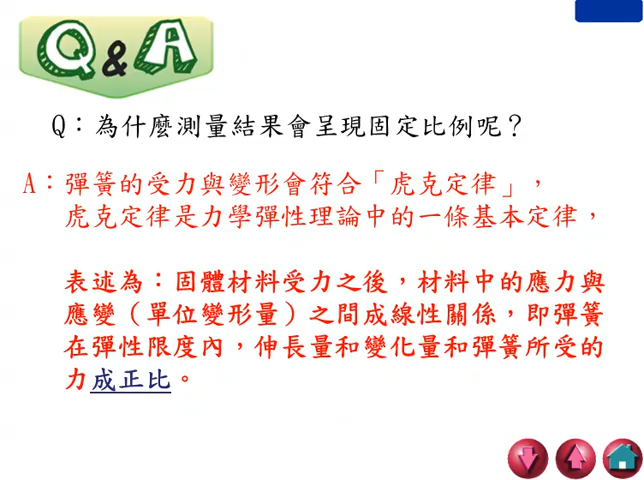 Q & A
Q：為什麼測量結果會呈現固定比例呢？
A：彈簧的受力與變形會符合「虎克定律」，
虎克定律是力學彈性理論中的一條基本定律，
表述為：固體材料受力之後，材料中的應力與
應變（單位變形量）之間成線性關係，即彈簧
在彈性限度內，伸長量和變化量和彈簧所受的
力成正比。